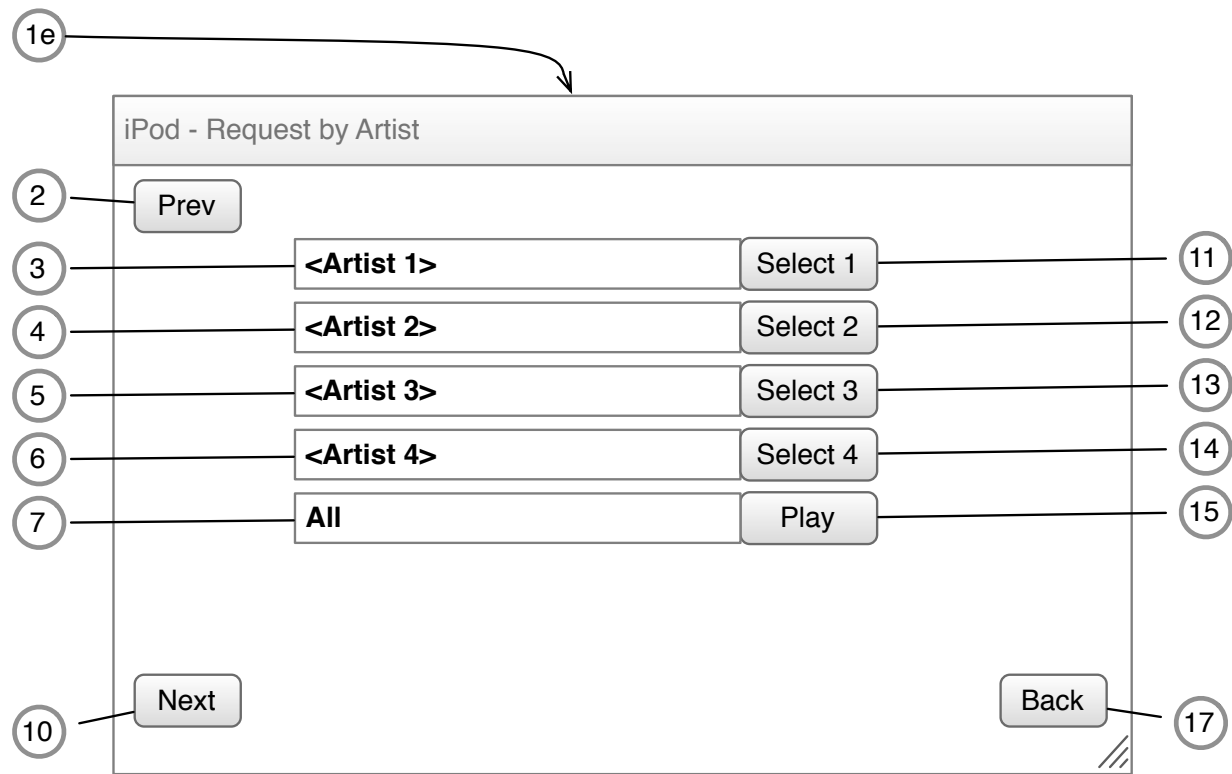 1e
iPod - Request by Artist
2
Prev
3
<Artist 1>
Select 1
11
4
<Artist 2>
Select 2
12
5
<Artist 3>
Select 3
13
6
<Artist 4>
Select 4
14
7
All
Play
15
10
Next
Back
17